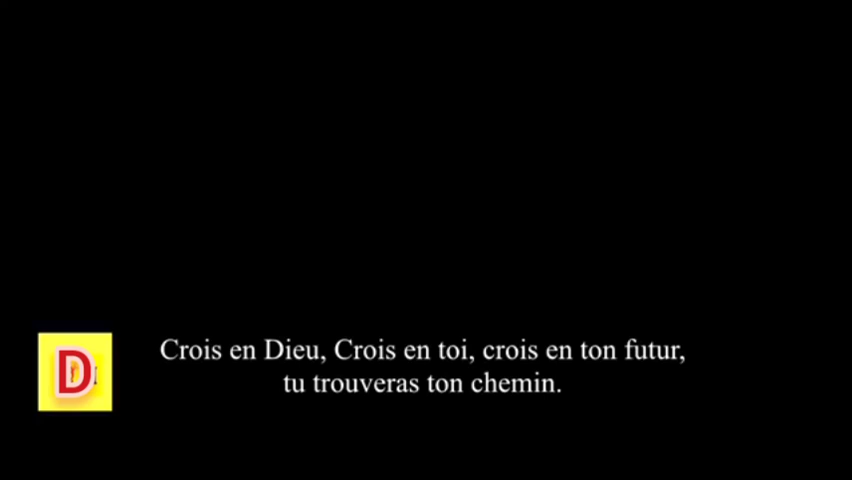 Crois en Dieu, Crois en toi, crois en ton futur,
tu trouveras ton chemin.
D